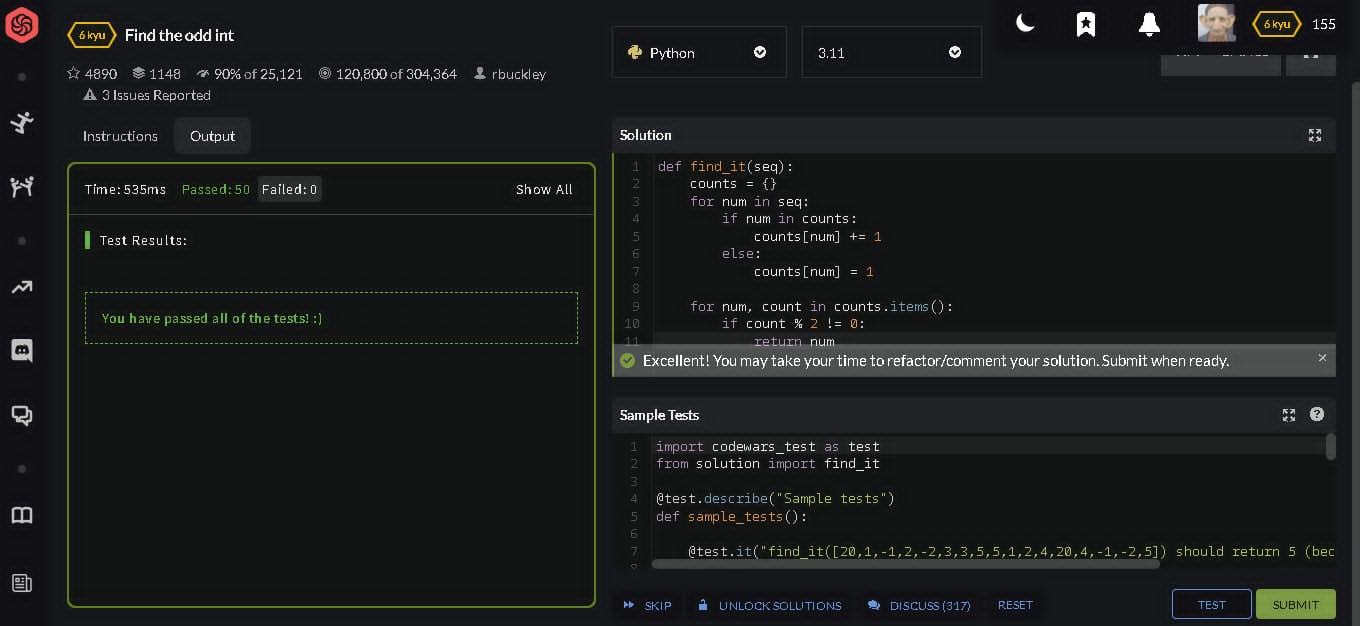 6 kyu Find the odd int
4890 1148 90% of 25,121 120,800 of 304,364 rbuckley
3 Issues Reported
Python 3.11
6 kyu 155
Instructions Output
Time: 535ms Passed: 50 Failed: 0 Show All
Test Results:
You have passed all of the tests! :)
Solution
1 def find_it(seq):
2     counts = {}
3     for num in seq:
4         if num in counts:
5             counts[num] += 1
6         else:
7             counts[num] = 1
8
9     for num, count in counts.items():
10         if count % 2 != 0:
11             return num
Excellent! You may take your time to refactor/comment your solution. Submit when ready.
Sample Tests
1 import codewars_test as test
2 from solution import find_it
3
4 @test.describe("Sample tests")
5 def sample_tests():
6
7     @test.it("find_it([20,1,-1,2,-2,3,3,5,5,1,2,4,20,4,-1,-2,5]) should return 5 (bec
SKIP UNLOCK SOLUTIONS DISCUSS (317) RESET TEST SUBMIT